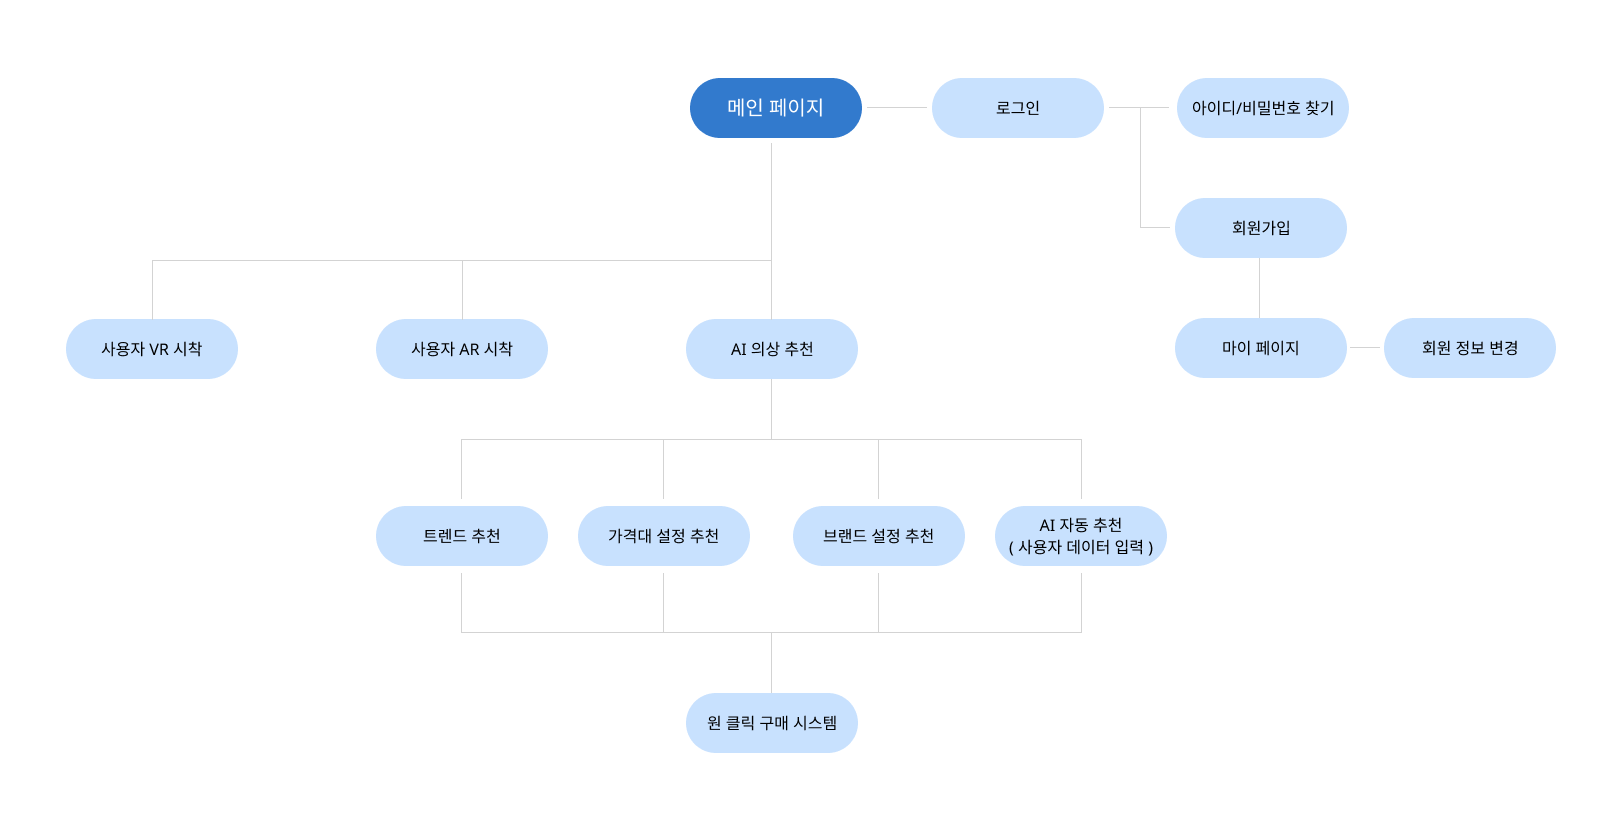 메인 페이지
로그인
아이디/비밀번호 찾기
회원가입
사용자 VR 시착
사용자 AR 시착
AI 의상 추천
마이 페이지
회원 정보 변경
트렌드 추천
가격대 설정 추천
브랜드 설정 추천
AI 자동 추천
( 사용자 데이터 입력 )
원 클릭 구매 시스템